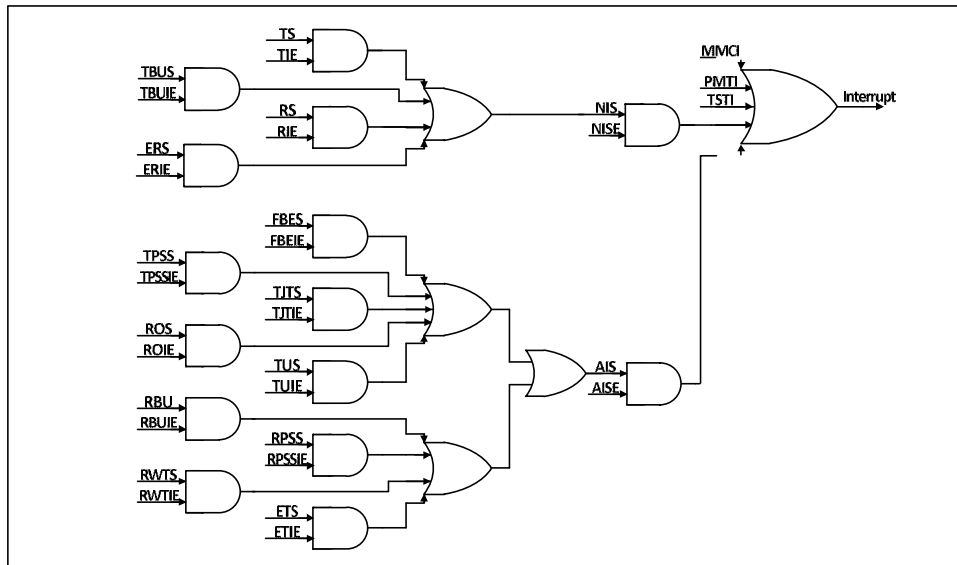 TS
TIE
TBUS
TBUIE
RS
RIE
ERS
ERIE
NIS
NISE
MMCI
PMTI
TSTI
Interrupt
FBES
FBEIE
TPSS
TPSSIE
TJTS
TJTIE
ROS
ROIE
TUS
TUIE
AIS
AISE
RBU
RBUIE
RPSS
RPSSIE
RWTS
RWTIE
ETS
ETIE